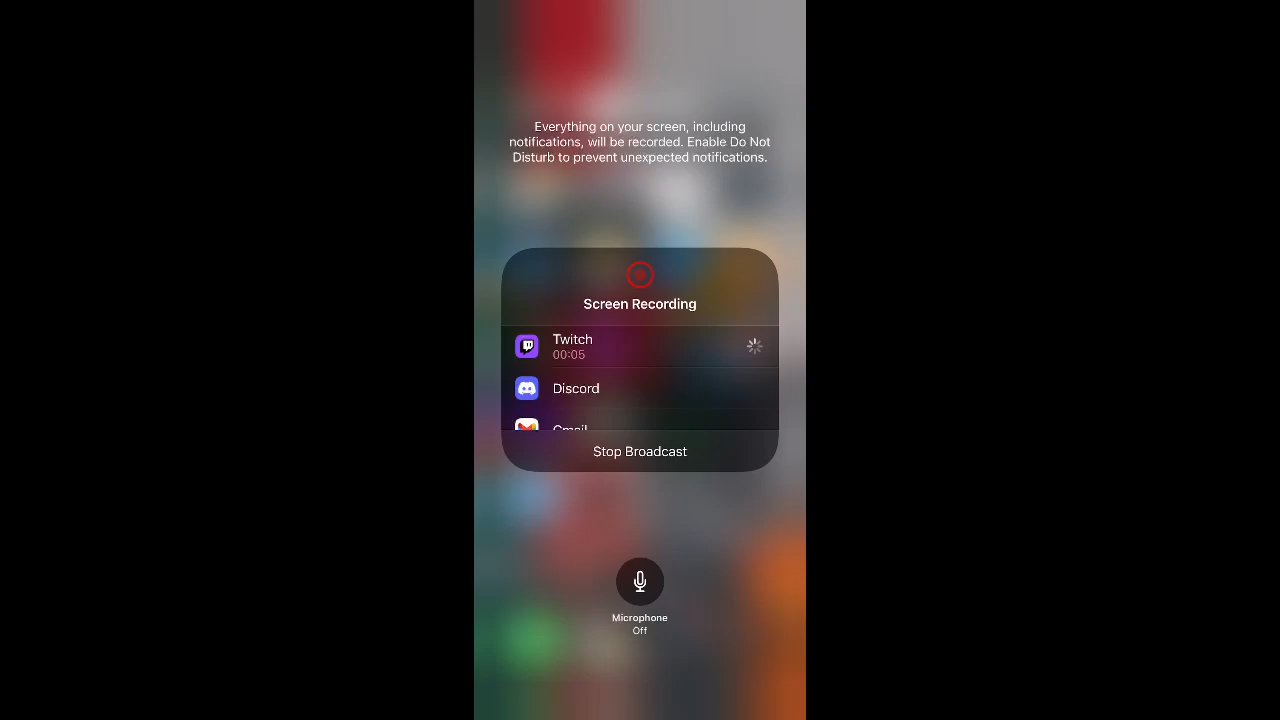 Everything on your screen, including
notifications, will be recorded. Enable Do Not
Disturb to prevent unexpected notifications.
Screen Recording
Twitch
00:05
Discord
Gmail
Stop Broadcast
Microphone
Off